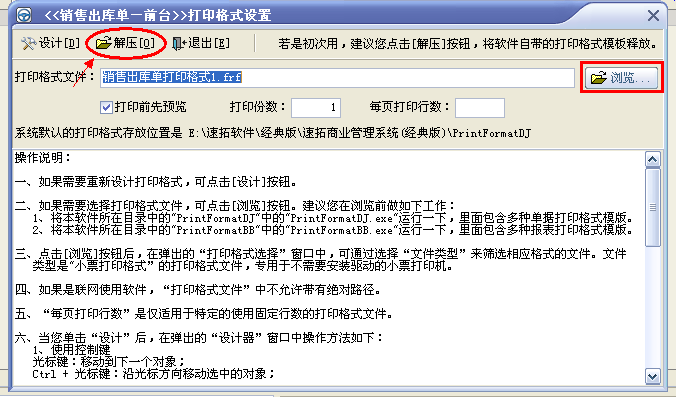 <<销售出库单—前台>>打印格式设置
设计[D] 解压[O] 退出[E] 若是初次用，建议您点击[解压]按钮，将软件自带的打印格式模板释放。
打印格式文件： 销售出库单打印格式1.frf 浏览...
打印前先预览 打印份数： 1 每页打印行数：
系统默认的打印格式存放位置是 E:\速拓软件\经典版\速拓商业管理系统(经典版)\PrintFormatDJ
操作说明：
一、如果需要重新设计打印格式，可点击[设计]按钮。
二、如果需要选择打印格式文件，可点击[浏览]按钮。建议您在浏览前做如下工作：
1、将本软件所在目录中的"PrintFormatDJ"中的"PrintFormatDJ.exe"运行一下，里面包含多种单据打印格式模版。
2、将本软件所在目录中的"PrintFormatBB"中的"PrintFormatBB.exe"运行一下，里面包含多种报表打印格式模版。
三、点击[浏览]按钮后，在弹出的“打印格式选择”窗口中，可通过选择“文件类型”来筛选相应格式的文件。文件
类型是“小票打印格式”的打印格式文件，专用于不需要安装驱动的小票打印机。
四、如果是联网使用软件，“打印格式文件”中不允许带有绝对路径。
五、“每页打印行数”是仅适用于特定的使用固定行数的打印格式文件。
六、当您单击“设计”后，在弹出的“设计器”窗口中操作方法如下：
1、使用控制键
光标键：移动到下一个对象；
Ctrl + 光标键：沿光标方向移动选中的对象；